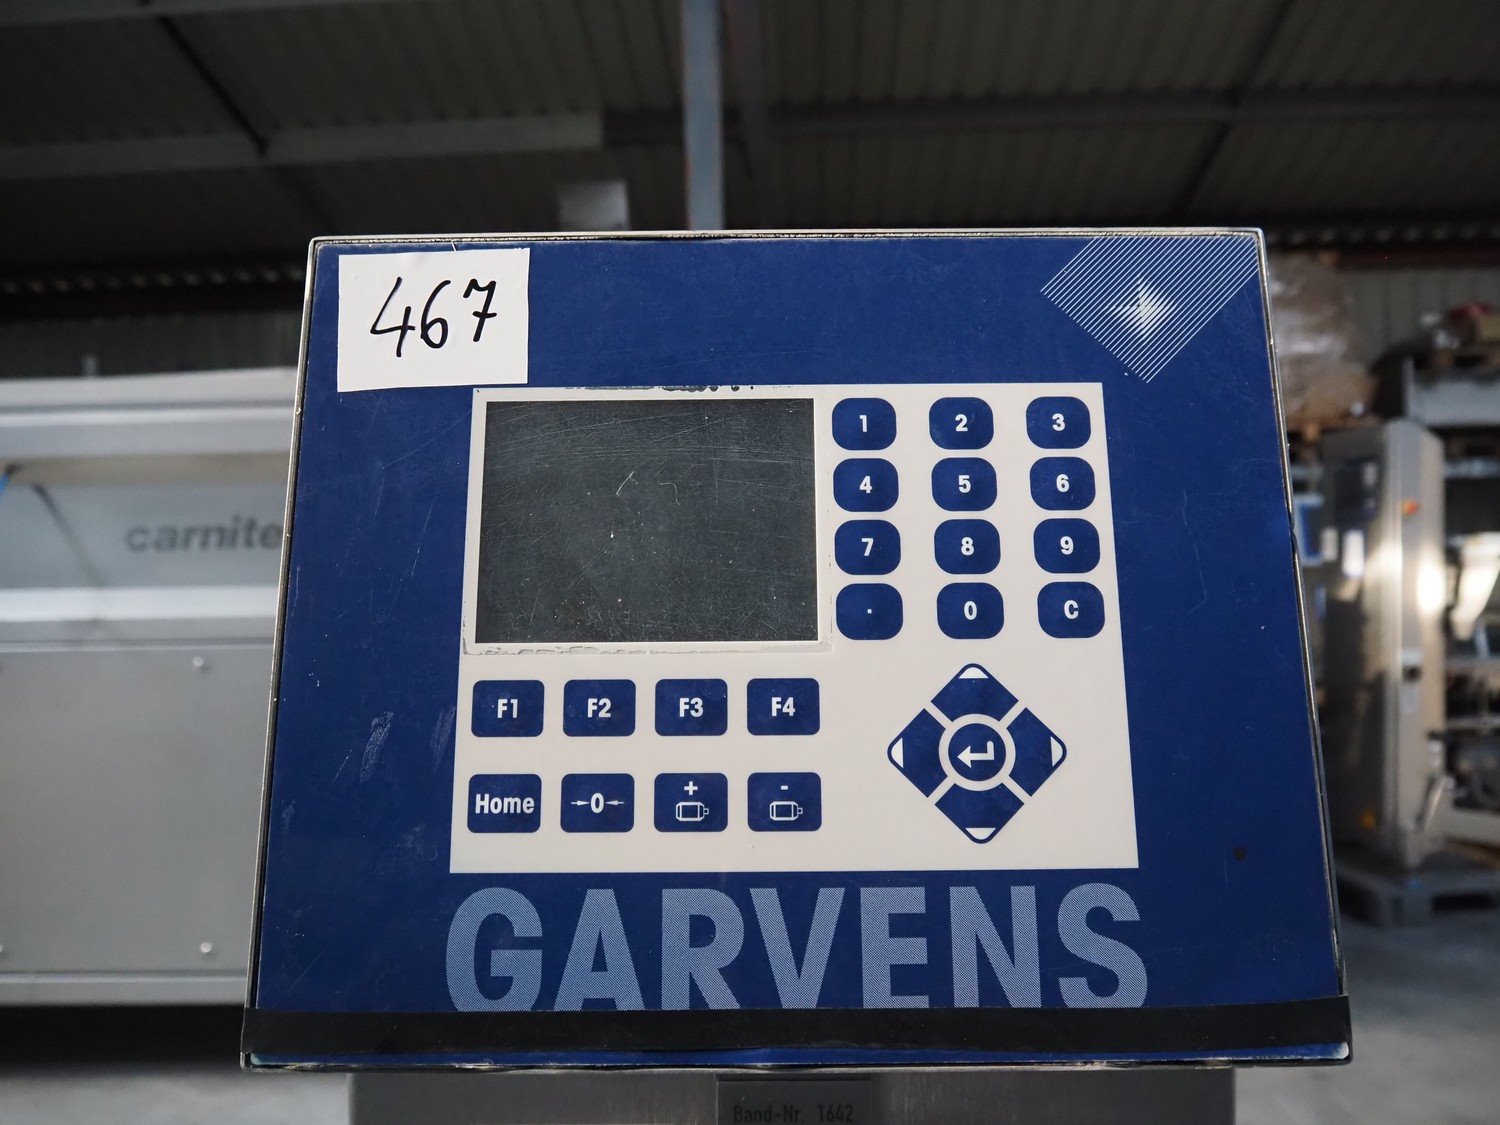 467
carnite
1 2 3
4 5 6
7 8 9
. 0 C
F1 F2 F3 F4
Home →0← + -
GARVENS
Band-Nr. 1642